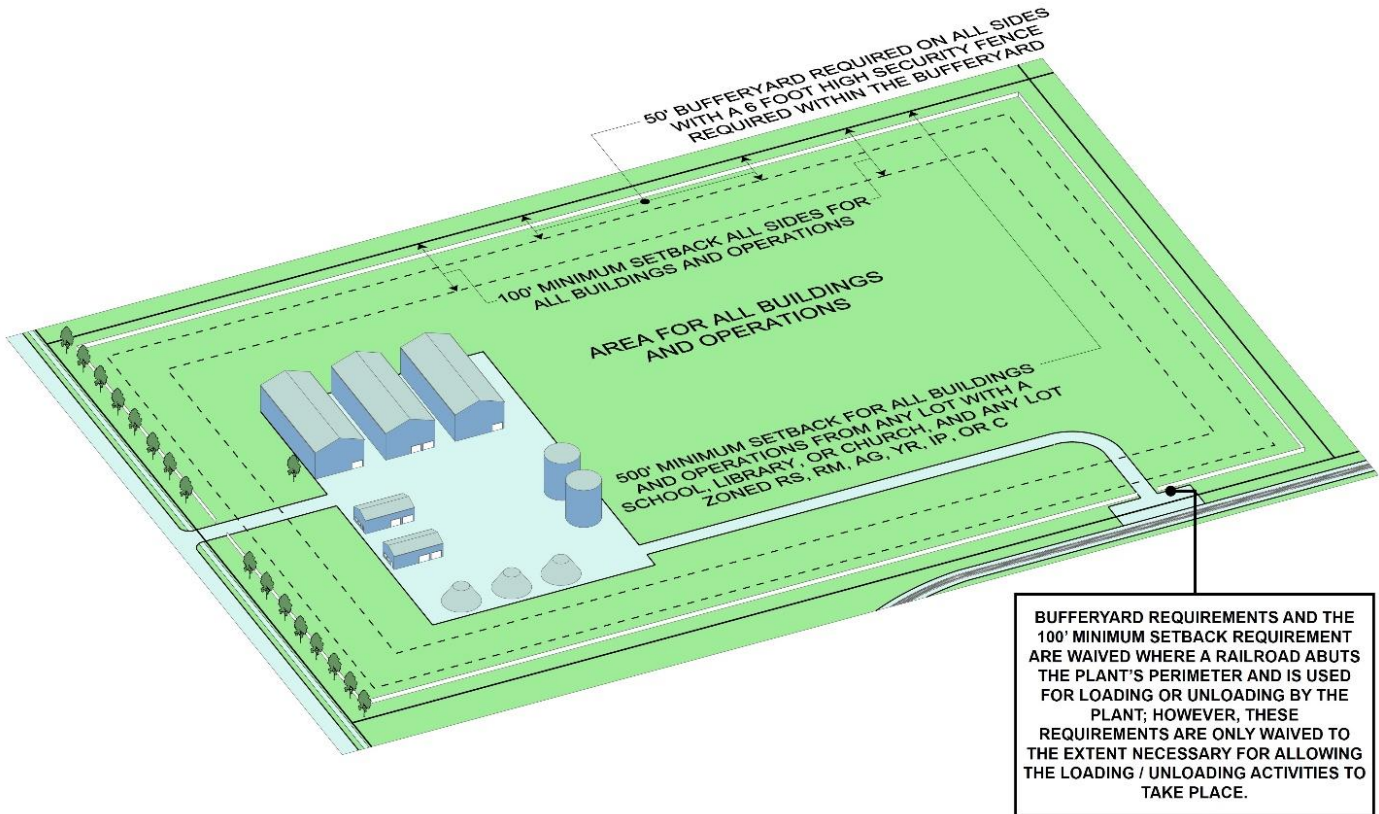 50' BUFFERYARD REQUIRED ON ALL SIDES
WITH A 6 FOOT HIGH SECURITY FENCE
REQUIRED WITHIN THE BUFFERYARD
100' MINIMUM SETBACK ALL SIDES FOR
ALL BUILDINGS AND OPERATIONS
AREA FOR ALL BUILDINGS
AND OPERATIONS
500' MINIMUM SETBACK FOR ALL BUILDINGS
AND OPERATIONS FROM ANY LOT WITH A
SCHOOL, LIBRARY, OR CHURCH, AND ANY LOT
ZONED RS, RM, AG, YR, IP, OR C
BUFFERYARD REQUIREMENTS AND THE
100' MINIMUM SETBACK REQUIREMENT
ARE WAIVED WHERE A RAILROAD ABUTS
THE PLANT'S PERIMETER AND IS USED
FOR LOADING OR UNLOADING BY THE
PLANT; HOWEVER, THESE
REQUIREMENTS ARE ONLY WAIVED TO
THE EXTENT NECESSARY FOR ALLOWING
THE LOADING / UNLOADING ACTIVITIES TO
TAKE PLACE.